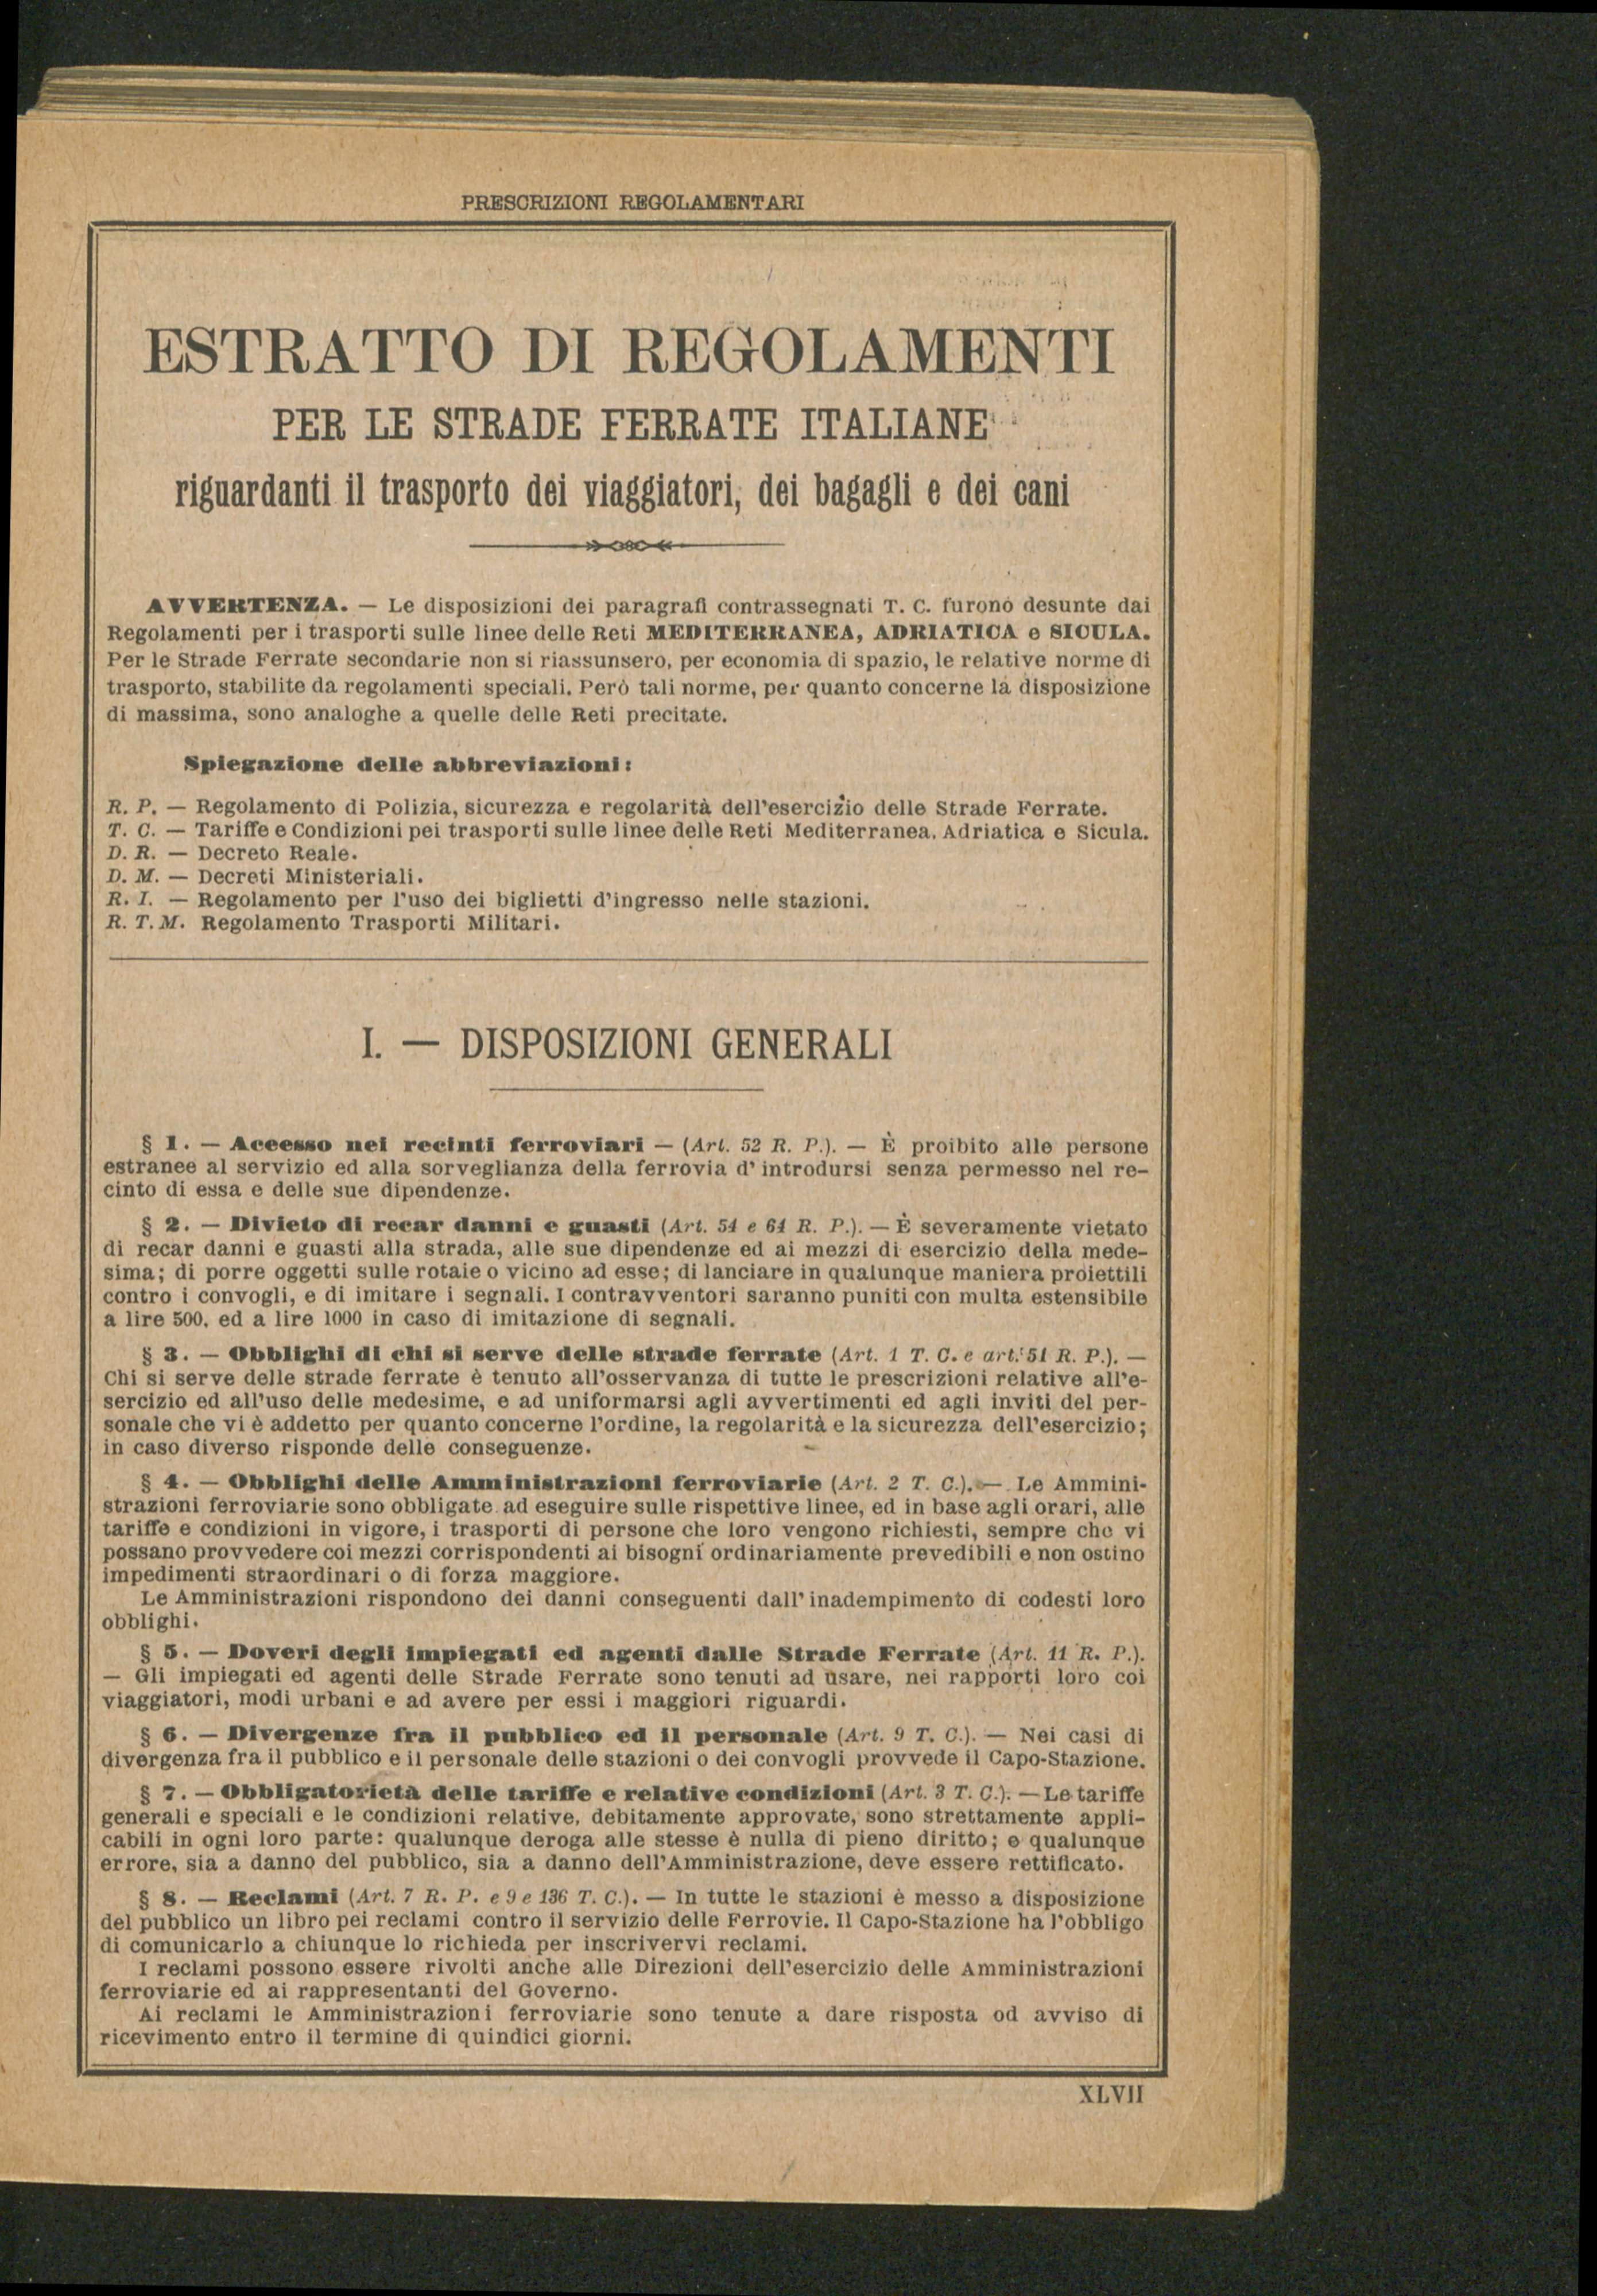 PRESCRIZIONI REGOLAMENTARI
ESTRATTO DI REGOLAMENTI
PER LE STRADE FERRATE ITALIANE
riguardanti il trasporto dei viaggiatori, dei bagagli e dei cani
AVVERTENZA. — Le disposizioni dei paragrafi contrassegnati T. C. furono desunte dai
Regolamenti per i trasporti sulle linee delle Reti MEDITERRANEA, ADRIATICA e SICULA.
Per le Strade Ferrate secondarie non si riassunsero, per economia di spazio, le relative norme di
trasporto, stabilite da regolamenti speciali. Però tali norme, per quanto concerne la disposizione
di massima, sono analoghe a quelle delle Reti precitate.
Spiegazione delle abbreviazioni:
R. P. — Regolamento di Polizia, sicurezza e regolarità dell'esercizio delle Strade Ferrate.
T. C. — Tariffe e Condizioni pei trasporti sulle linee delle Reti Mediterranea, Adriatica e Sicula.
D. R. — Decreto Reale.
D. M. — Decreti Ministeriali.
R. I. — Regolamento per l'uso dei biglietti d'ingresso nelle stazioni.
R. T. M. Regolamento Trasporti Militari.
I. — DISPOSIZIONI GENERALI
§ 1. — Accesso nei recinti ferroviari — (Art. 52 R. P.). — È proibito alle persone
estranee al servizio ed alla sorveglianza della ferrovia d' introdursi senza permesso nel re-
cinto di essa e delle sue dipendenze.
§ 2. — Divieto di recar danni e guasti (Art. 54 e 61 R. P.). — È severamente vietato
di recar danni e guasti alla strada, alle sue dipendenze ed ai mezzi di esercizio della mede-
sima; di porre oggetti sulle rotaie o vicino ad esse; di lanciare in qualunque maniera proiettili
contro i convogli, e di imitare i segnali. I contravventori saranno puniti con multa estensibile
a lire 500, ed a lire 1000 in caso di imitazione di segnali.
§ 3. — Obblighi di chi si serve delle strade ferrate (Art. 1 T. C. e art. 51 R. P.). —
Chi si serve delle strade ferrate è tenuto all'osservanza di tutte le prescrizioni relative all'e-
sercizio ed all'uso delle medesime, e ad uniformarsi agli avvertimenti ed agli inviti del per-
sonale che vi è addetto per quanto concerne l'ordine, la regolarità e la sicurezza dell'esercizio;
in caso diverso risponde delle conseguenze.
§ 4. — Obblighi delle Amministrazioni ferroviarie (Art. 2 T. C.). — Le Ammini-
strazioni ferroviarie sono obbligate ad eseguire sulle rispettive linee, ed in base agli orari, alle
tariffe e condizioni in vigore, i trasporti di persone che loro vengono richiesti, sempre che vi
possano provvedere coi mezzi corrispondenti ai bisogni ordinariamente prevedibili e non ostino
impedimenti straordinari o di forza maggiore.
Le Amministrazioni rispondono dei danni conseguenti dall' inadempimento di codesti loro
obblighi.
§ 5. — Doveri degli impiegati ed agenti dalle Strade Ferrate (Art. 11 R. P.).
— Gli impiegati ed agenti delle Strade Ferrate sono tenuti ad usare, nei rapporti loro coi
viaggiatori, modi urbani e ad avere per essi i maggiori riguardi.
§ 6. — Divergenze fra il pubblico ed il personale (Art. 9 T. C.). — Nei casi di
divergenza fra il pubblico e il personale delle stazioni o dei convogli provvede il Capo-Stazione.
§ 7. — Obbligatorietà delle tariffe e relative condizioni (Art. 3 T. C.). — Le tariffe
generali e speciali e le condizioni relative, debitamente approvate, sono strettamente appli-
cabili in ogni loro parte: qualunque deroga alle stesse è nulla di pieno diritto; e qualunque
errore, sia a danno del pubblico, sia a danno dell'Amministrazione, deve essere rettificato.
§ 8. — Reclami (Art. 7 R. P. e 9 e 136 T. C.). — In tutte le stazioni è messo a disposizione
del pubblico un libro pei reclami contro il servizio delle Ferrovie. Il Capo-Stazione ha l'obbligo
di comunicarlo a chiunque lo richieda per inscrivervi reclami.
I reclami possono essere rivolti anche alle Direzioni dell'esercizio delle Amministrazioni
ferroviarie ed ai rappresentanti del Governo.
Ai reclami le Amministrazioni ferroviarie sono tenute a dare risposta od avviso di
ricevimento entro il termine di quindici giorni.
XLVII